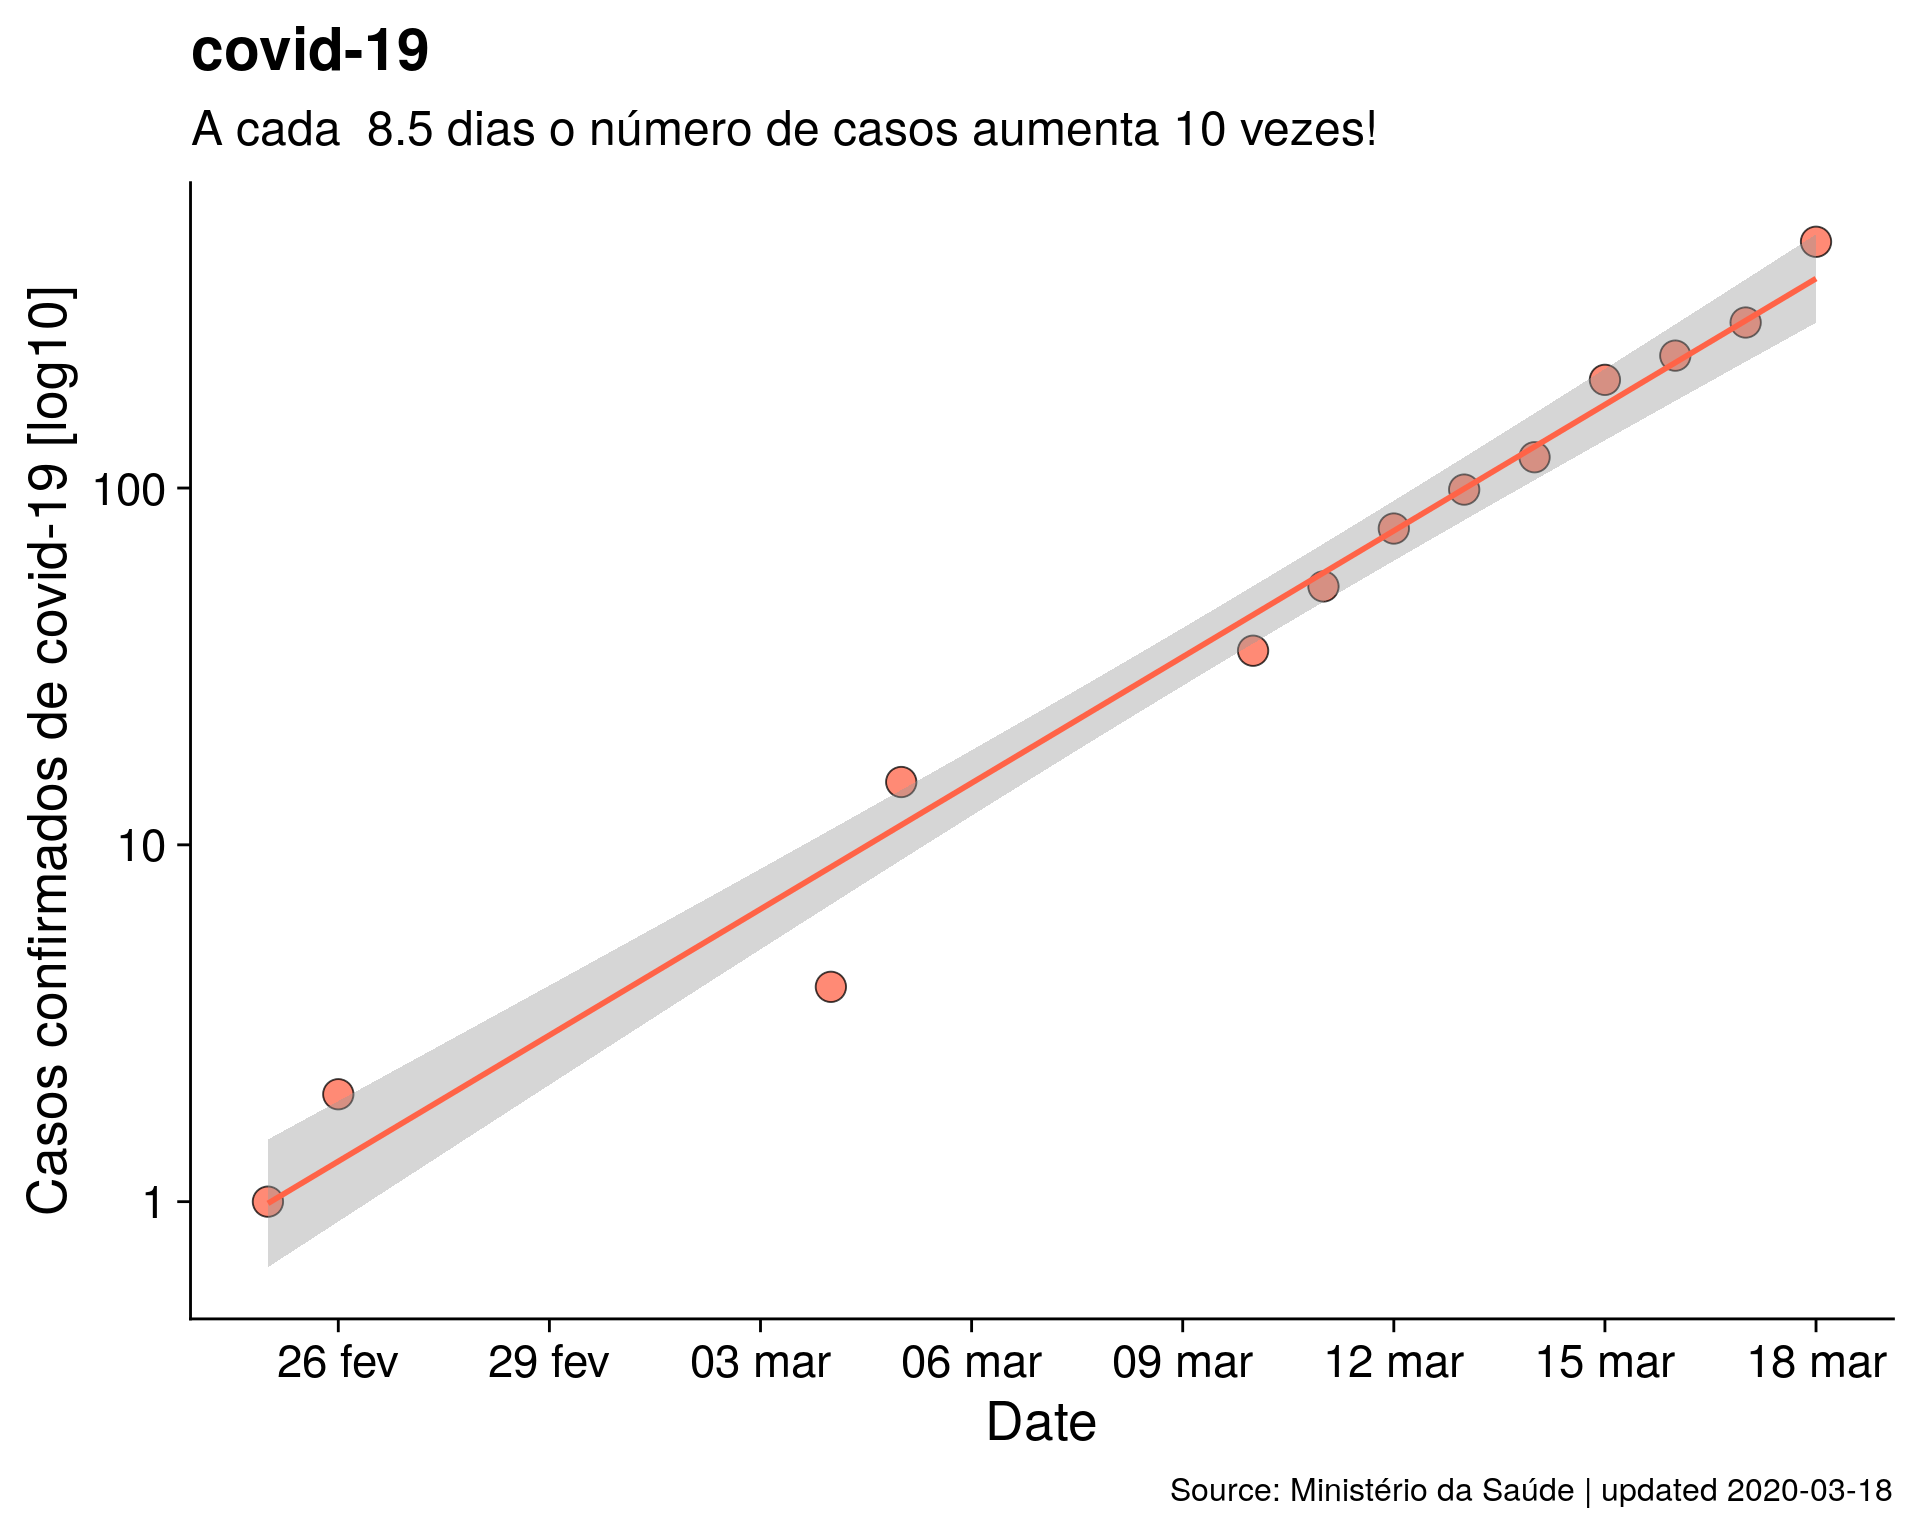 covid-19
A cada  8.5 dias o número de casos aumenta 10 vezes!
Casos confirmados de covid-19 [log10]
100
10
1
26 fev
29 fev
03 mar
06 mar
09 mar
12 mar
15 mar
18 mar
Date
Source: Ministério da Saúde | updated 2020-03-18